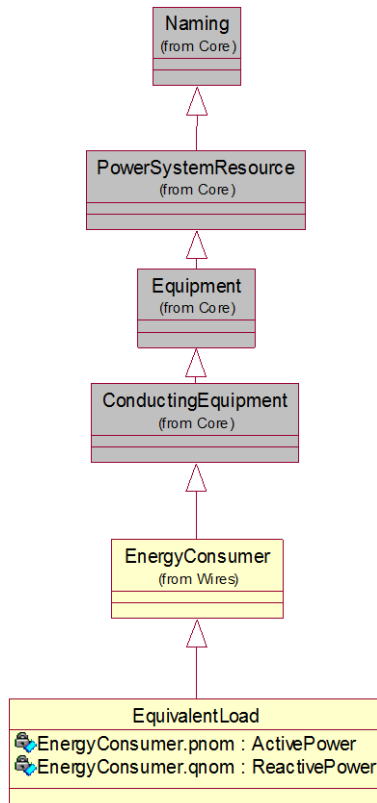 Naming
(from Core)
PowerSystemResource
(from Core)
Equipment
(from Core)
ConductingEquipment
(from Core)
EnergyConsumer
(from Wires)
EquivalentLoad
EnergyConsumer.pnom : ActivePower
EnergyConsumer.qnom : ReactivePower